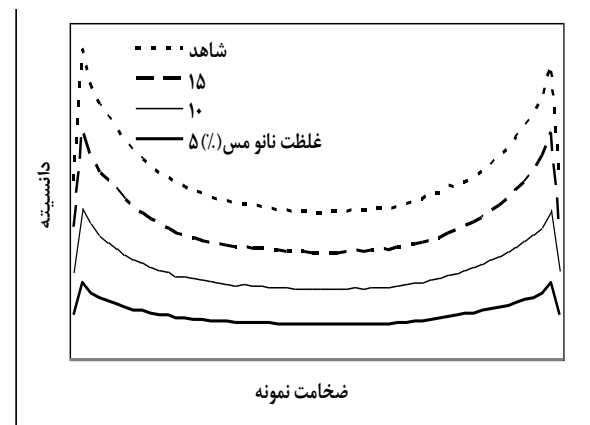 شاهد
۱۵
۱۰
غلظت نانو مس(٪) ۵
دانسیته
ضخامت نمونه